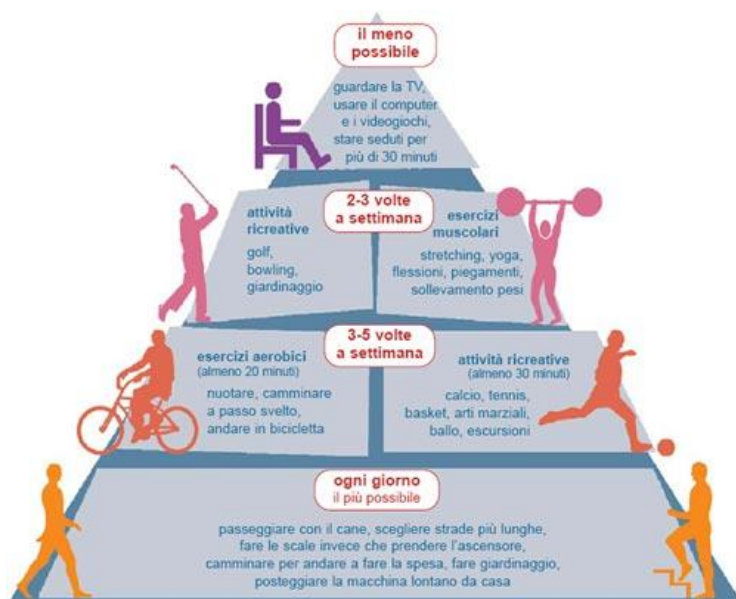 il meno
possibile
guardare la TV,
usare il computer
e i videogiochi,
stare seduti per
più di 30 minuti
2-3 volte
a settimana
attività
ricreative
golf,
bowling,
giardinaggio
esercizi
muscolari
stretching, yoga,
flessioni, piegamenti,
sollevamento pesi
3-5 volte
a settimana
esercizi aerobici
(almeno 20 minuti)
nuotare, camminare
a passo svelto,
andare in bicicletta
attività ricreative
(almeno 30 minuti)
calcio, tennis,
basket, arti marziali,
ballo, escursioni
ogni giorno
il più possibile
passeggiare con il cane, scegliere strade più lunghe,
fare le scale invece che prendere l'ascensore,
camminare per andare a fare la spesa, fare giardinaggio,
posteggiare la macchina lontano da casa